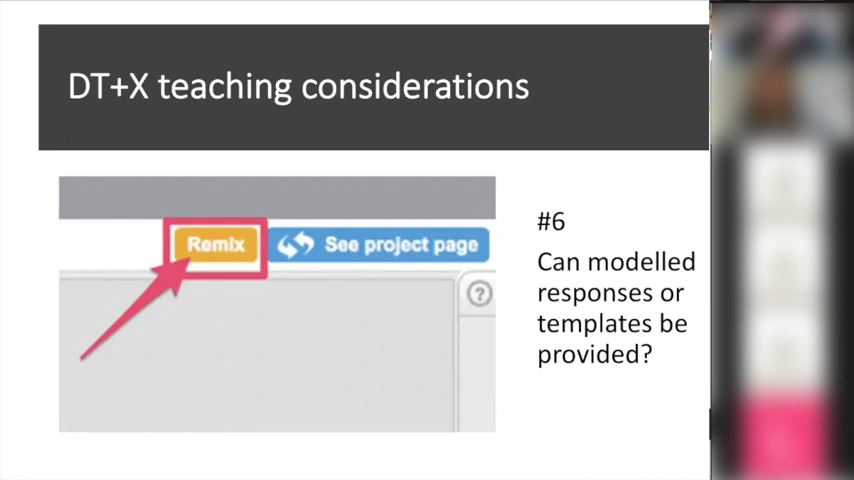 DT+X teaching considerations
Remix
See project page
?
#6
Can modelled
responses or
templates be
provided?